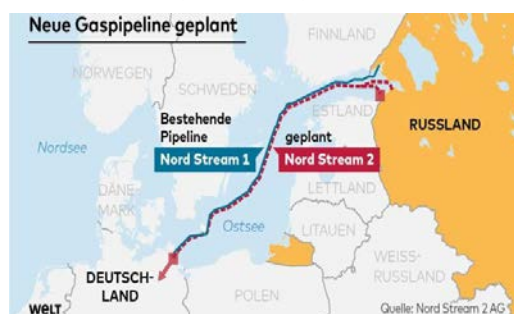 Neue Gaspipeline geplant
FINNLAND
NORWEGEN
SCHWEDEN
Bestehende
Pipeline
Nord Stream 1
geplant
Nord Stream 2
ESTLAND
RUSSLAND
Nordsee
LETTLAND
DÄNE-
MARK
Ostsee
LITAUEN
WEISS-
RUSSLAND
DEUTSCH-
LAND
POLEN
WELT
Quelle: Nord Stream 2 AG